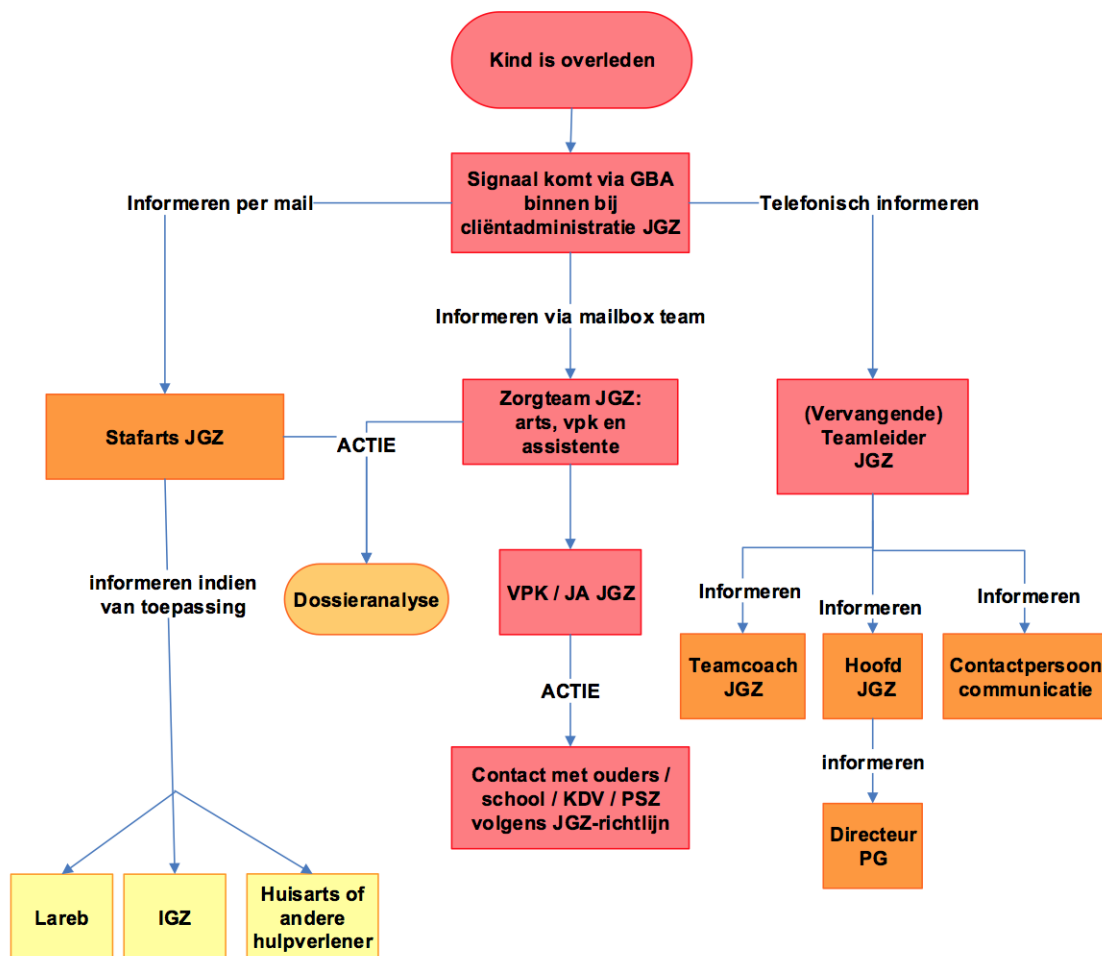 Kind is overleden
Signaal komt via GBA
binnen bij
cliëntadministratie JGZ
Informeren per mail
Telefonisch informeren
Informeren via mailbox team
Stafarts JGZ
ACTIE
Zorgteam JGZ:
arts, vpk en
assistente
(Vervangende)
Teamleider
JGZ
informeren indien
van toepassing
Dossieranalyse
VPK / JA JGZ
Informeren
Informeren
Informeren
Teamcoach
JGZ
Hoofd
JGZ
Contactpersoon
communicatie
ACTIE
Contact met ouders /
school / KDV / PSZ
volgens JGZ-richtlijn
informeren
Directeur
PG
Lareb
IGZ
Huisarts of
andere
hulpverlener